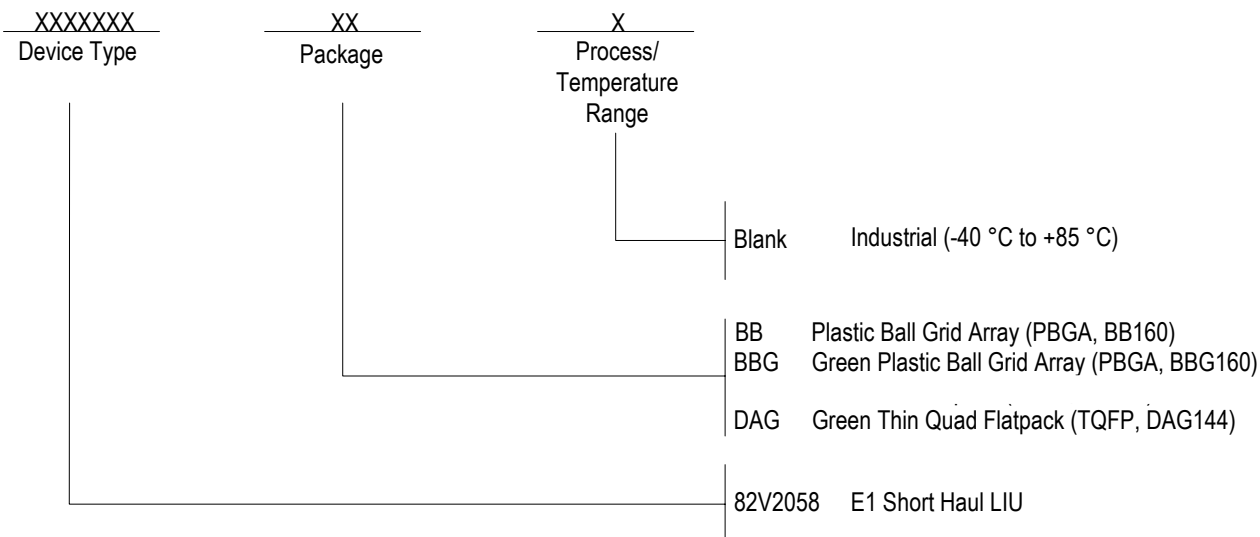 XXXXXXX XX X
Device Type Package Process/
Temperature
Range
Blank Industrial (-40 °C to +85 °C)
BB Plastic Ball Grid Array (PBGA, BB160)
BBG Green Plastic Ball Grid Array (PBGA, BBG160)
DAG Green Thin Quad Flatpack (TQFP, DAG144)
82V2058 E1 Short Haul LIU